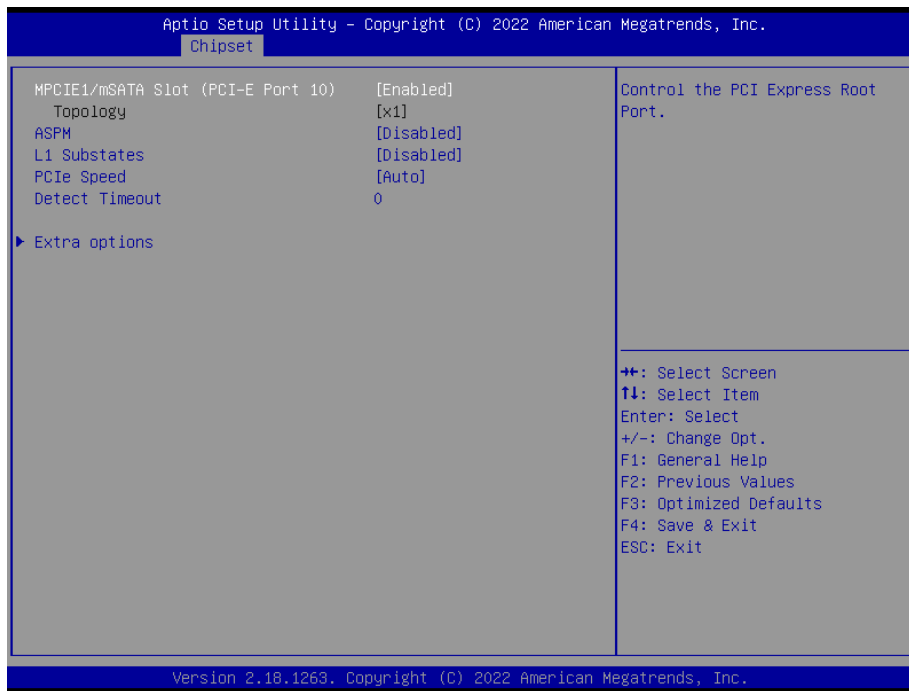 Aptio Setup Utility – Copyright (C) 2022 American Megatrends, Inc.
Chipset
MPCIE1/mSATA Slot (PCI-E Port 10) [Enabled]
Topology [x1]
ASPM [Disabled]
L1 Substates [Disabled]
PCIe Speed [Auto]
Detect Timeout 0
Extra options
Control the PCI Express Root
Port.
→←: Select Screen
↑↓: Select Item
Enter: Select
+/-: Change Opt.
F1: General Help
F2: Previous Values
F3: Optimized Defaults
F4: Save & Exit
ESC: Exit
Version 2.18.1263. Copyright (C) 2022 American Megatrends, Inc.